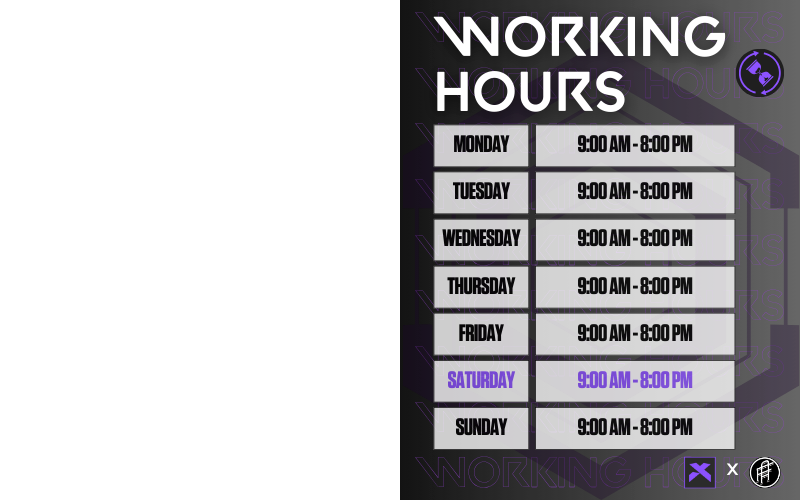 WORKING
HOURS
MONDAY 9:00 AM - 8:00 PM
TUESDAY 9:00 AM - 8:00 PM
WEDNESDAY 9:00 AM - 8:00 PM
THURSDAY 9:00 AM - 8:00 PM
FRIDAY 9:00 AM - 8:00 PM
SATURDAY 9:00 AM - 8:00 PM
SUNDAY 9:00 AM - 8:00 PM
WORKING HOURS
X